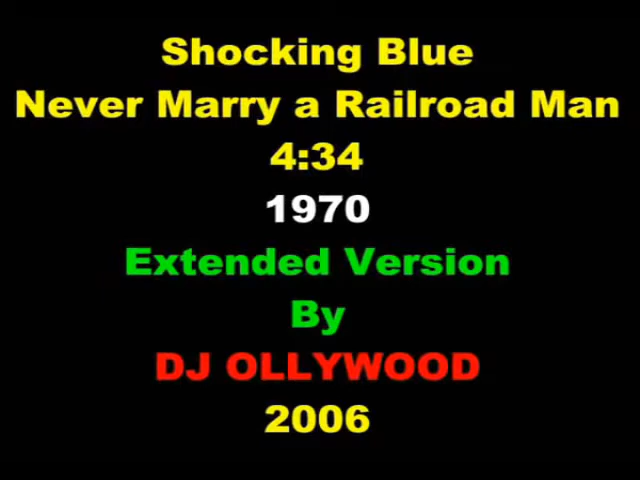 Shocking Blue
Never Marry a Railroad Man
4:34
1970
Extended Version
By
DJ OLLYWOOD
2006